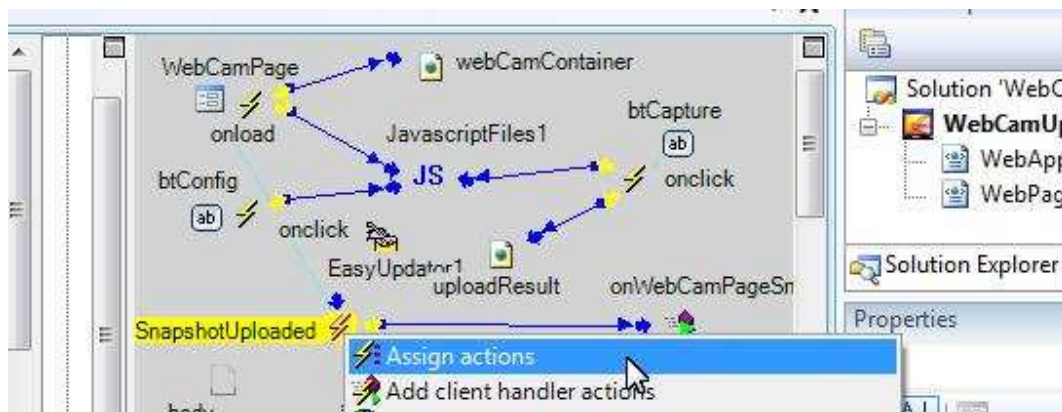 WebCamPage
webCamContainer
onload
JavascriptFiles1
btCapture
ab
JS
onclick
btConfig
ab
onclick
EasyUpdator1
uploadResult
onWebCamPageSn
SnapshotUploaded
Assign actions
Add client handler actions
body
Solution 'WebC
WebCamUp
WebApp
WebPag
Solution Explorer
Properties